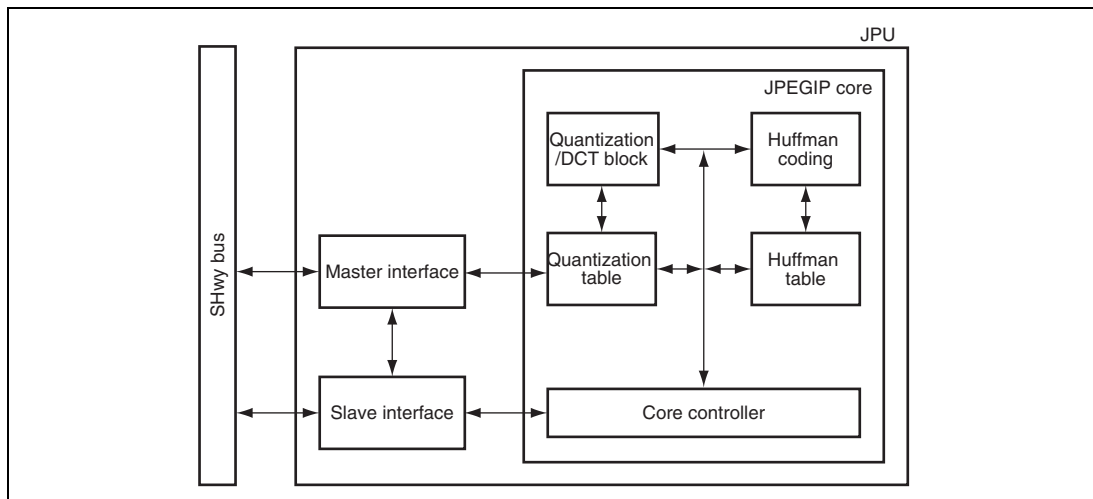 JPU
JPEGIP core
Quantization
/DCT block
Huffman
coding
SHwy bus
Master interface
Quantization
table
Huffman
table
Slave interface
Core controller